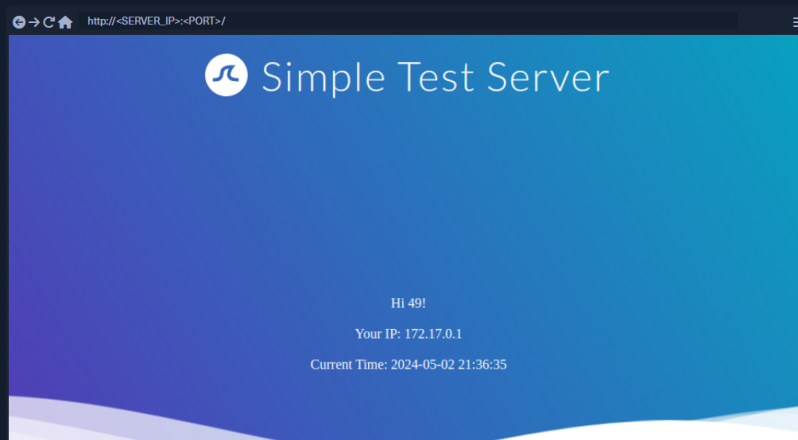 http://<SERVER_IP>:<PORT>/
Simple Test Server
Hi 49!
Your IP: 172.17.0.1
Current Time: 2024-05-02 21:36:35